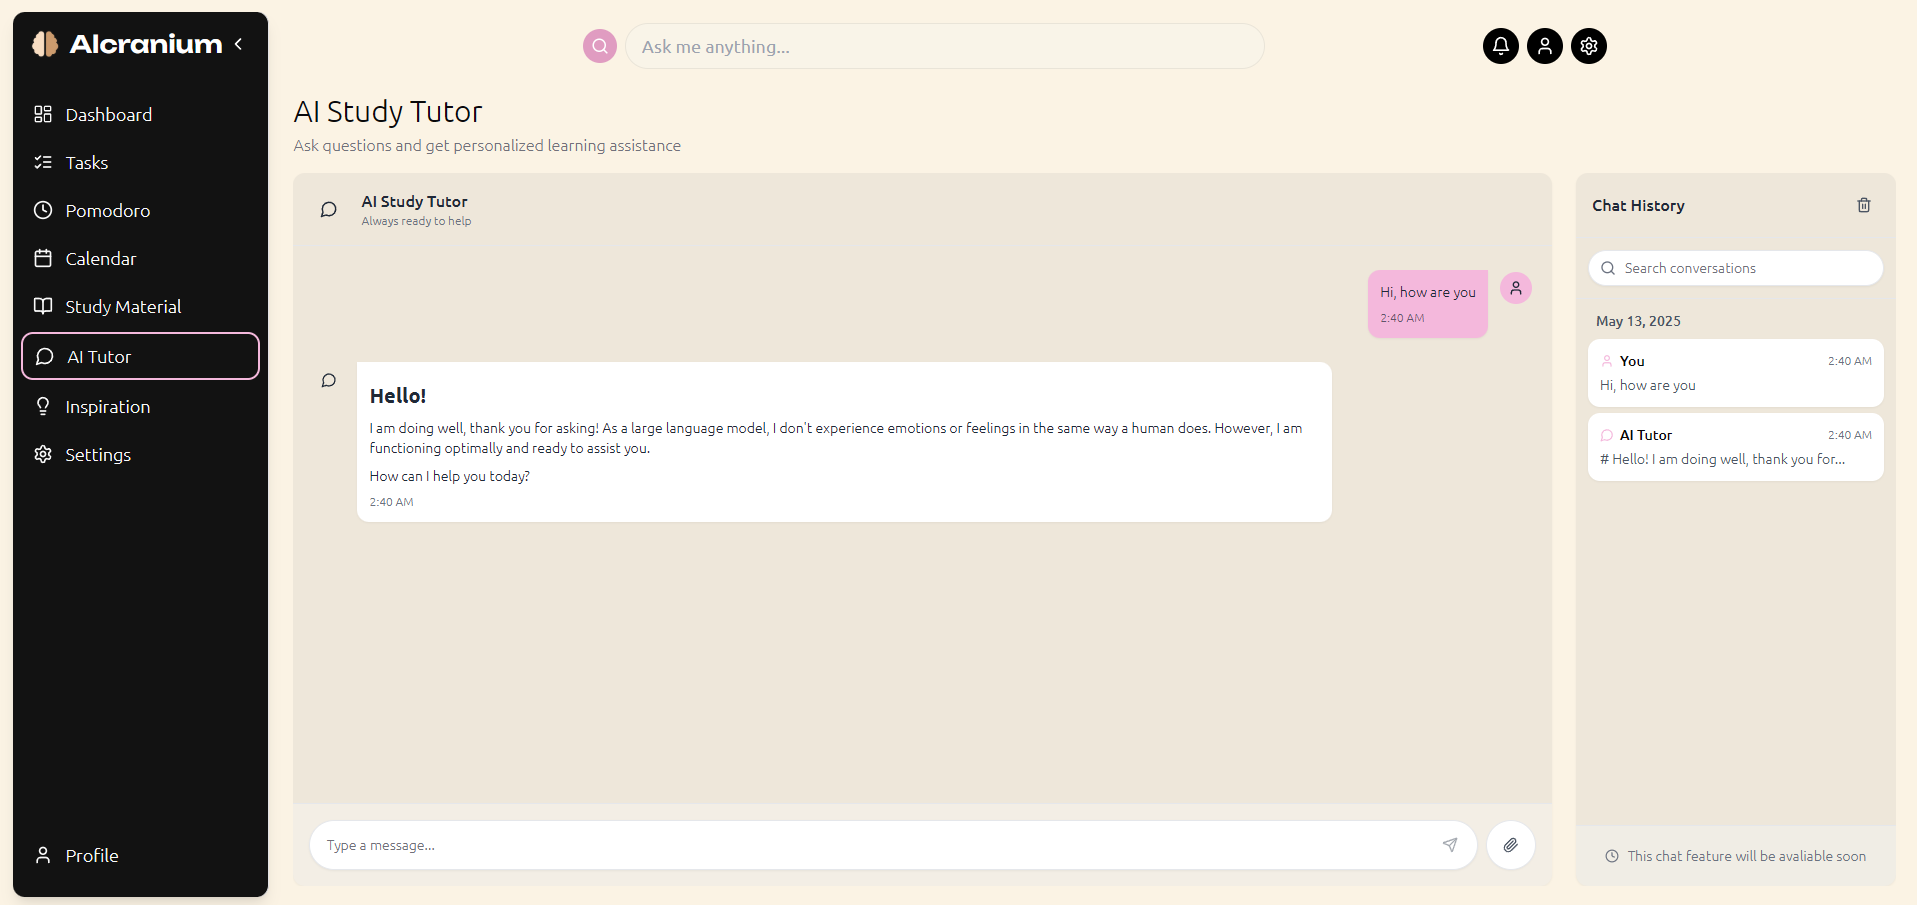 AIcranium
Dashboard
Tasks
Pomodoro
Calendar
Study Material
AI Tutor
Inspiration
Settings
Profile
Ask me anything...
AI Study Tutor
Ask questions and get personalized learning assistance
AI Study Tutor
Always ready to help
Hi, how are you
2:40 AM
Hello!
I am doing well, thank you for asking! As a large language model, I don't experience emotions or feelings in the same way a human does. However, I am
functioning optimally and ready to assist you.
How can I help you today?
2:40 AM
Type a message...
Chat History
Search conversations
May 13, 2025
You 2:40 AM
Hi, how are you
AI Tutor 2:40 AM
# Hello! I am doing well, thank you for...
This chat feature will be avaliable soon